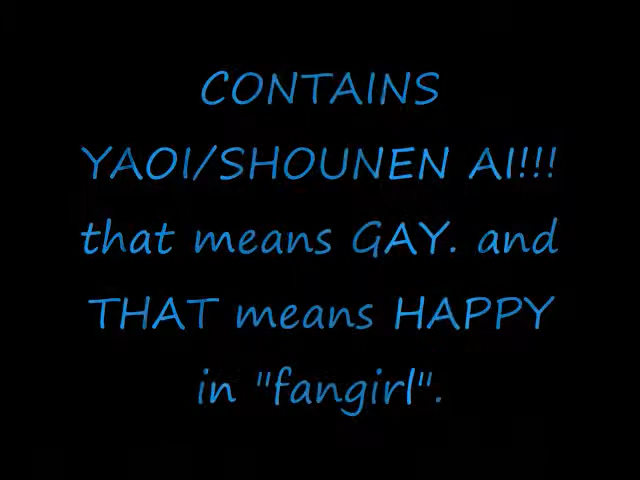 CONTAINS
YAOI/SHOUNEN AI!!!
that means GAY. and
THAT means HAPPY
in "fangirl".